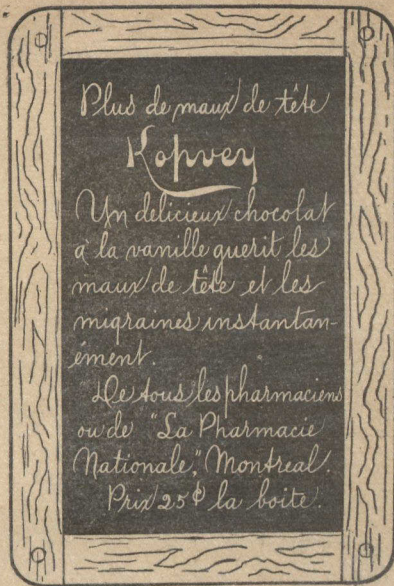 Plus de maux de tête
Kopvey
Un delicieux chocolat
a la vanille guerit les
maux de tête et les
migraines instantan-
ément.
De tous les pharmaciens
ou de "La Pharmacie
Nationale," Montreal.
Prix 25¢ la boite.